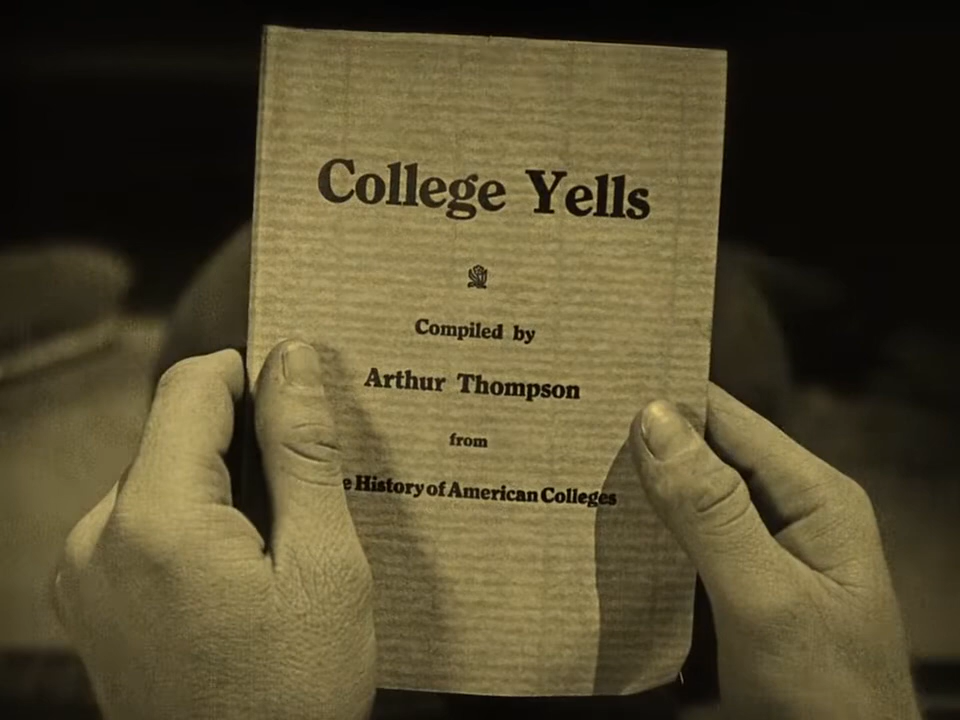 College Yells
Compiled by
Arthur Thompson
from
e History of American Colleges